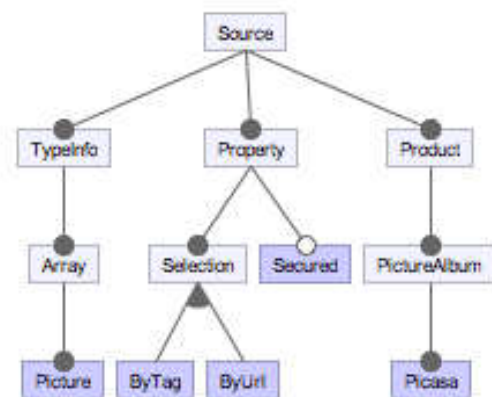 Source
TypeInfo
Property
Product
Array
Selection
Secured
PictureAlbum
Picture
ByTag
ByUrl
Picasa